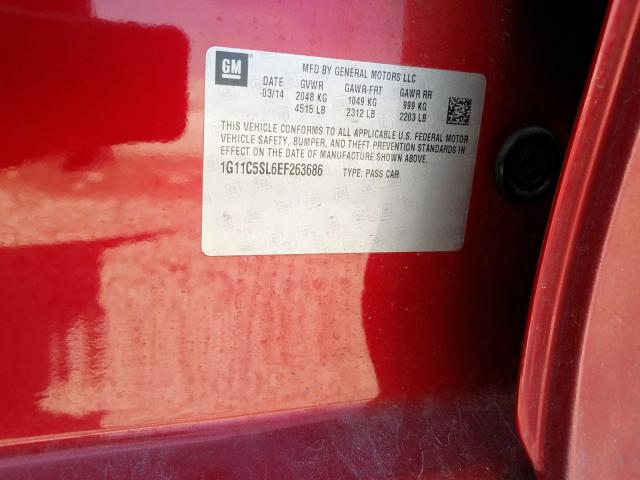 GM
MFD BY GENERAL MOTORS LLC
DATE GVWR GAWR FRT GAWR RR
03/14 2048 KG 1049 KG 999 KG
4515 LB 2312 LB 2203 LB
THIS VEHICLE CONFORMS TO ALL APPLICABLE U.S. FEDERAL MOTOR
VEHICLE SAFETY, BUMPER, AND THEFT PREVENTION STANDARDS IN
EFFECT ON THE DATE OF MANUFACTURE SHOWN ABOVE.
1G11C5SL6EF263686 TYPE: PASS CAR